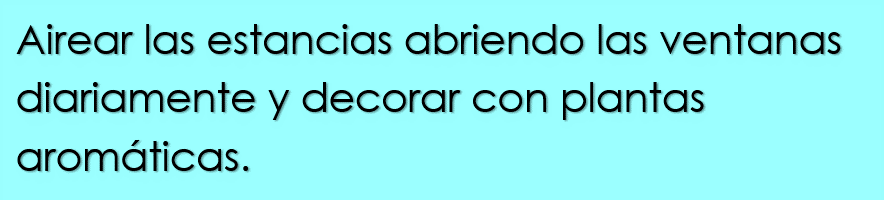 Airear las estancias abriendo las ventanas
diariamente y decorar con plantas
aromáticas.